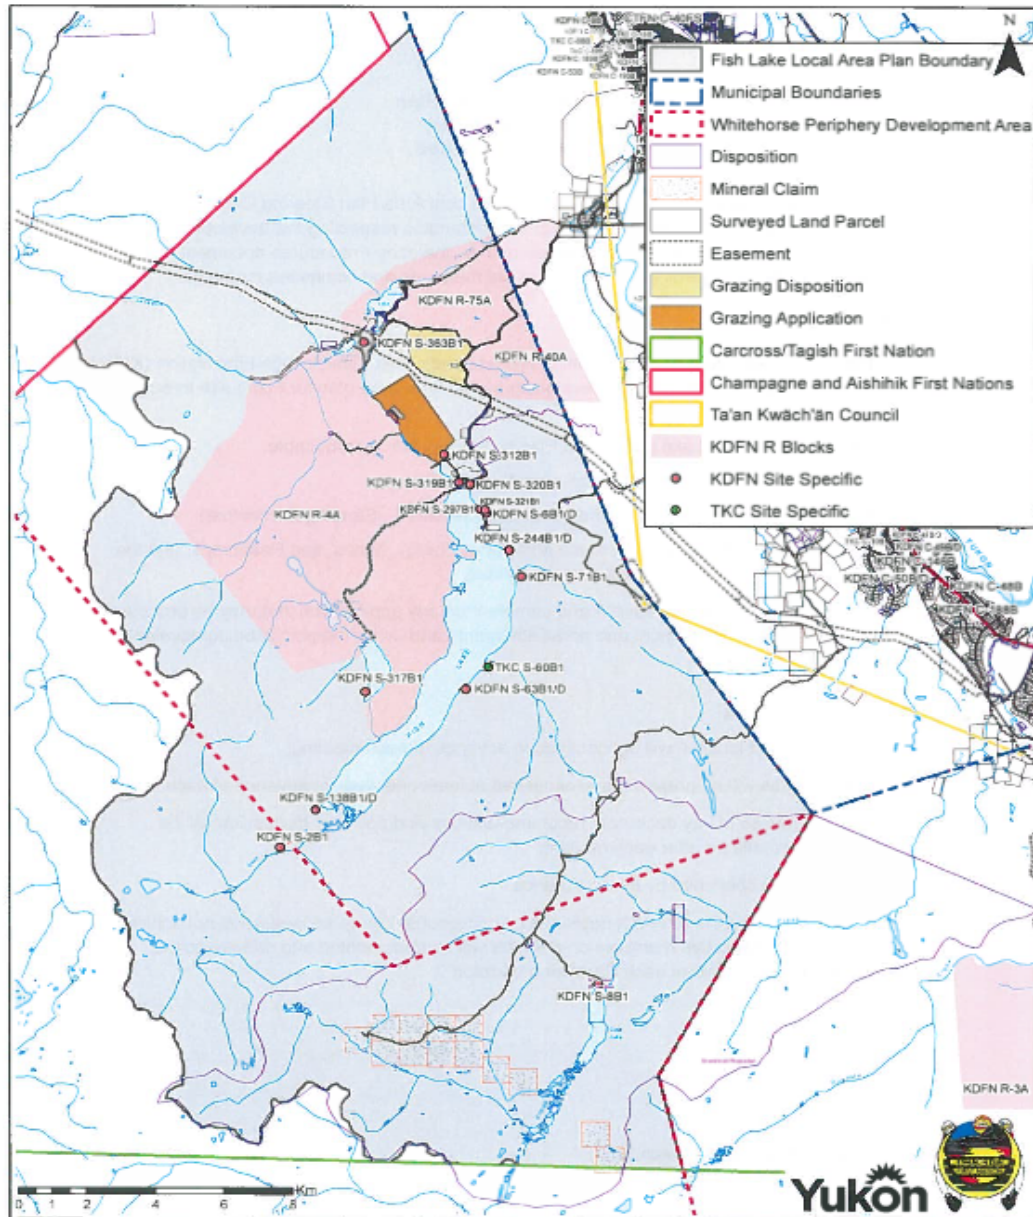 N
Fish Lake Local Area Plan Boundary
Municipal Boundaries
Whitehorse Periphery Development Area
Disposition
Mineral Claim
Surveyed Land Parcel
Easement
Grazing Disposition
Grazing Application
Carcross/Tagish First Nation
Champagne and Aishihik First Nations
Ta'an Kwäch'än Council
KDFN R Blocks
KDFN Site Specific
TKC Site Specific
KDFN R-75A
KDFN S-363B1
KDFN R-40A
KDFN S-312B1
KDFN S-319B1
KDFN S-320B1
KDFN S-321B1
KDFN S-297B1
KDFN S-6B1/D
KDFN R-4A
KDFN S-244B1/D
KDFN S-71B1
KDFN C-50B/D
KDFN C-48B
LAKE
TKC S-60B1
KDFN S-63B1/D
KDFN S-317B1
KDFN S-138B1/D
KDFN S-2B1
KDFN S-8B1
KDFN R-3A
0 2 4 6 8 Km
Yukon